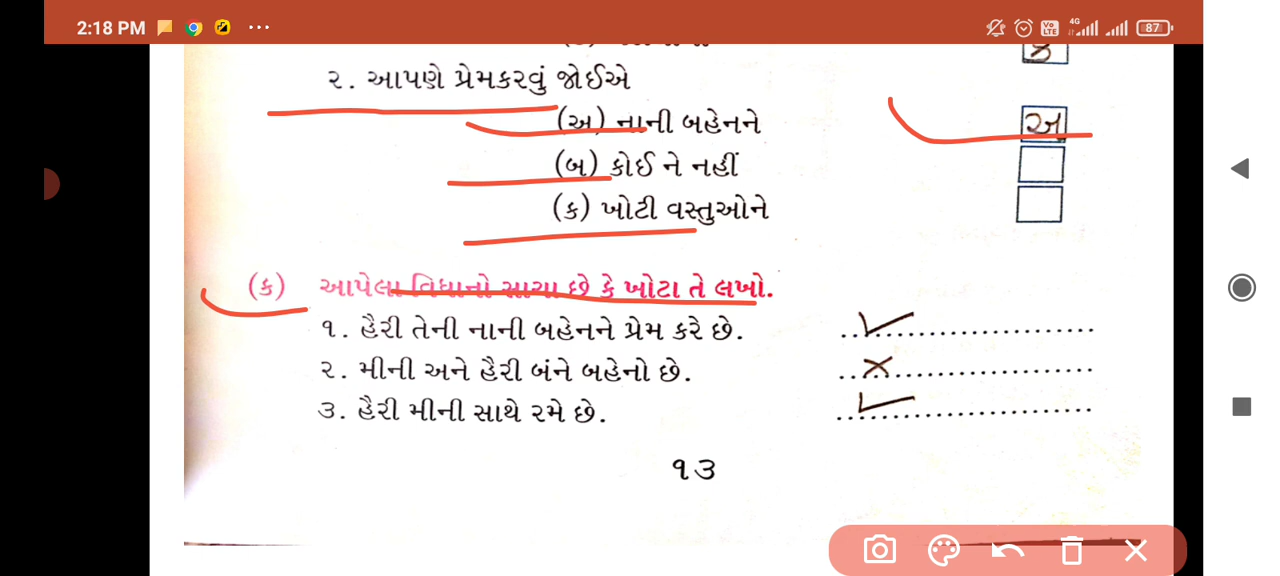 2:18 PM ... 4G 87
ક
૨. આપણે પ્રેમકરવું જોઈએ
(અ) નાની બહેનને અ
(બ) કોઈ ને નહીં
(ક) ખોટી વસ્તુઓને
(ક) આપેલા વિધાનો સાચા છે કે ખોટા તે લખો.
૧. હૈરી તેની નાની બહેનને પ્રેમ કરે છે. ✓
૨. મીની અને હૈરી બંને બહેનો છે. ×
૩. હૈરી મીની સાથે રમે છે. ✓
૧૩